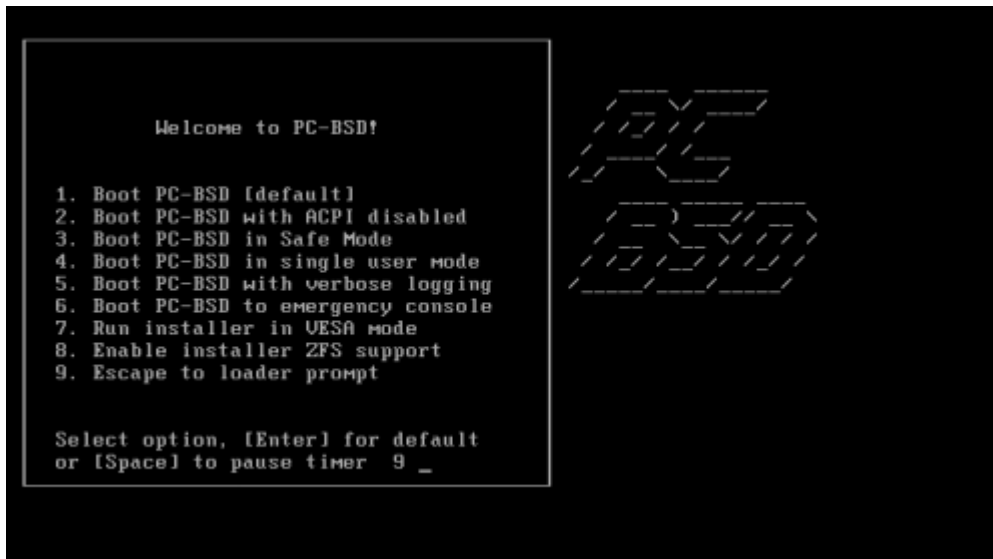 Welcome to PC-BSD!
1. Boot PC-BSD [default]
2. Boot PC-BSD with ACPI disabled
3. Boot PC-BSD in Safe Mode
4. Boot PC-BSD in single user mode
5. Boot PC-BSD with verbose logging
6. Boot PC-BSD to emergency console
7. Run installer in VESA mode
8. Enable installer ZFS support
9. Escape to loader prompt
Select option, [Enter] for default
or [Space] to pause timer 9 _
PC
BSD